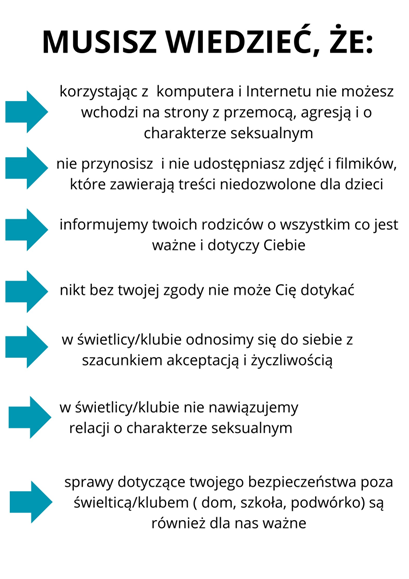 MUSISZ WIEDZIEĆ, ŻE:
korzystając z komputera i Internetu nie możesz
wchodzi na strony z przemocą, agresją i o
charakterze seksualnym
nie przynosisz i nie udostępniasz zdjęć i filmików,
które zawierają treści niedozwolone dla dzieci
informujemy twoich rodziców o wszystkim co jest
ważne i dotyczy Ciebie
nikt bez twojej zgody nie może Cię dotykać
w świetlicy/klubie odnosimy się do siebie z
szacunkiem akceptacją i życzliwością
w świetlicy/klubie nie nawiązujemy
relacji o charakterze seksualnym
sprawy dotyczące twojego bezpieczeństwa poza
świelticą/klubem ( dom, szkoła, podwórko) są
również dla nas ważne